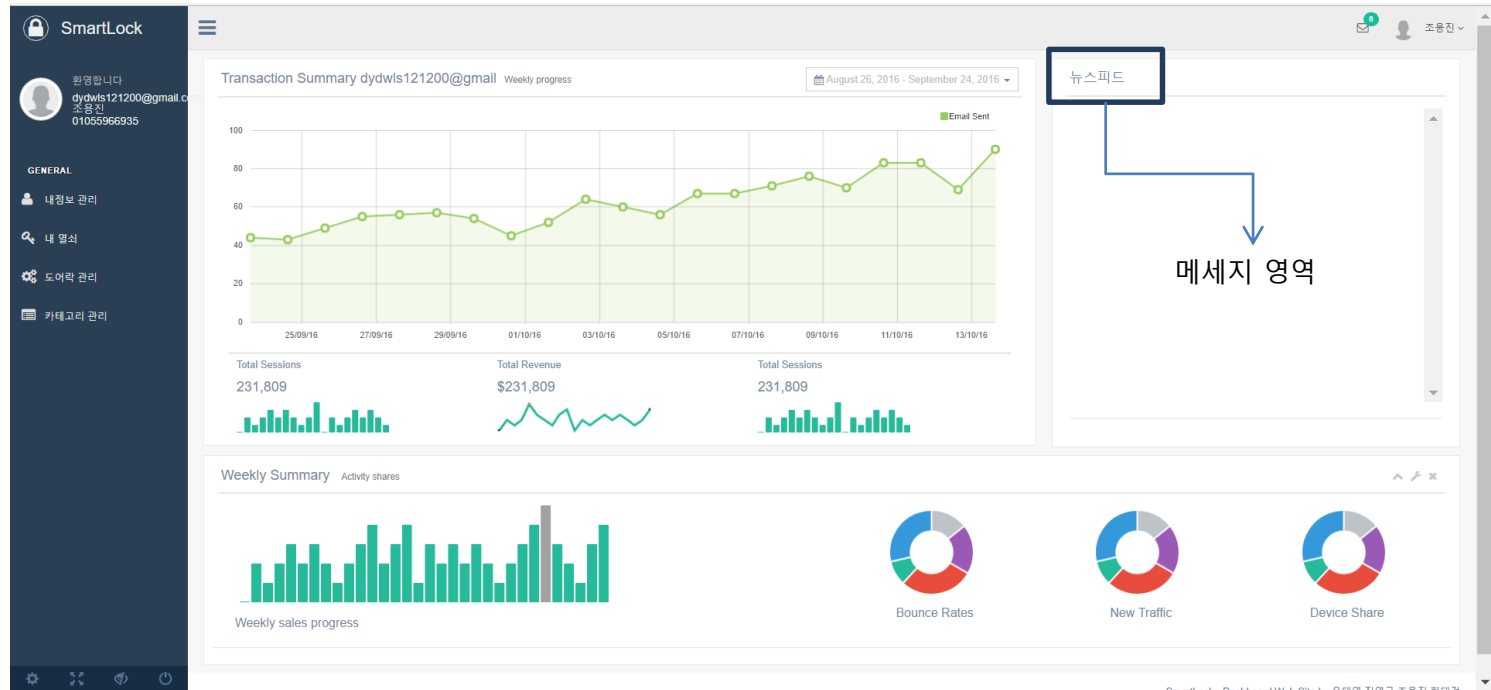 SmartLock
6
조용진
환영합니다
dydwls121200@gmail.c
조용진
01055966935
GENERAL
내정보 관리
내 열쇠
도어락 관리
카테고리 관리
Transaction Summary dydwls121200@gmail Weekly progress
August 26, 2016 - September 24, 2016
Email Sent
100
80
60
40
20
0
25/09/16 27/09/16 29/09/16 01/10/16 03/10/16 05/10/16 07/10/16 09/10/16 11/10/16 13/10/16
Total Sessions
231,809
Total Revenue
$231,809
Total Sessions
231,809
뉴스피드
메세지 영역
Weekly Summary Activity shares
Weekly sales progress
Bounce Rates
New Traffic
Device Share